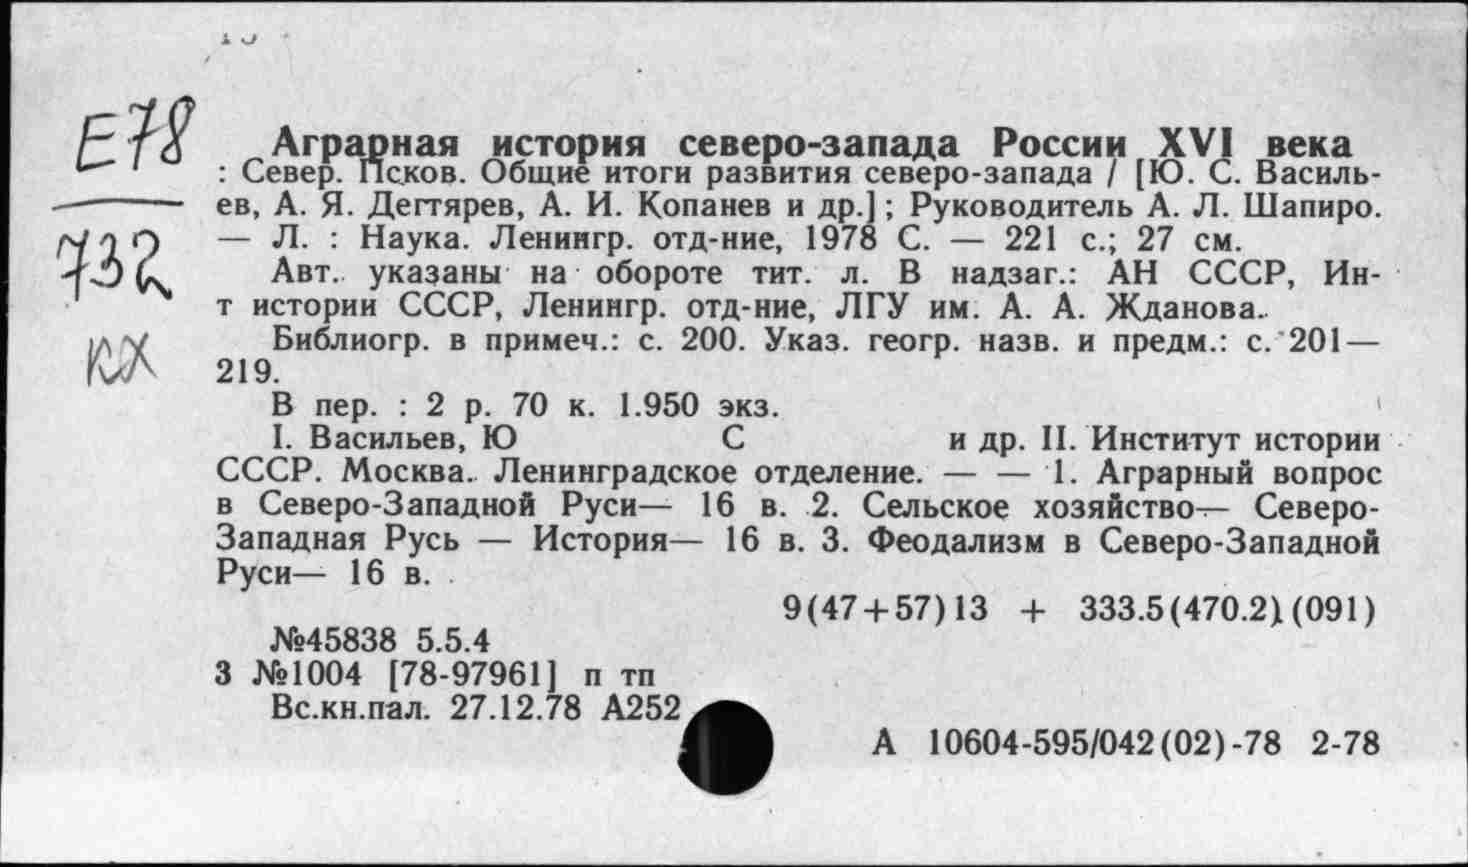 Е78
732
кх
Аграрная история северо-запада России XVI века
: Север. Псков. Общие итоги развития северо-запада / [Ю. С. Василь-
ев, А. Я. Дегтярев, А. И. Копанев и др.] ; Руководитель А. Л. Шапиро.
— Л. : Наука. Ленингр. отд-ние, 1978 С. — 221 с.; 27 см.
Авт. указаны на обороте тит. л. В надзаг.: АН СССР, Ин-
т истории СССР, Ленингр. отд-ние, ЛГУ им. А. А. Жданова.
Библиогр. в примеч.: с. 200. Указ. геогр. назв. и предм.: с. 201—
219.
В пер. : 2 р. 70 к. 1.950 экз.
I. Васильев, Ю С и др. II. Институт истории
СССР. Москва. Ленинградское отделение. — — 1. Аграрный вопрос
в Северо-Западной Руси— 16 в. 2. Сельское хозяйство— Северо-
Западная Русь — История— 16 в. 3. Феодализм в Северо-Западной
Руси— 16 в.
9(47+57)13 + 333.5(470.2)(091)
№45838 5.5.4
3 №1004 [78-97961] п тп
Вс.кн.пал. 27.12.78 А252
А 10604-595/042(02)-78 2-78